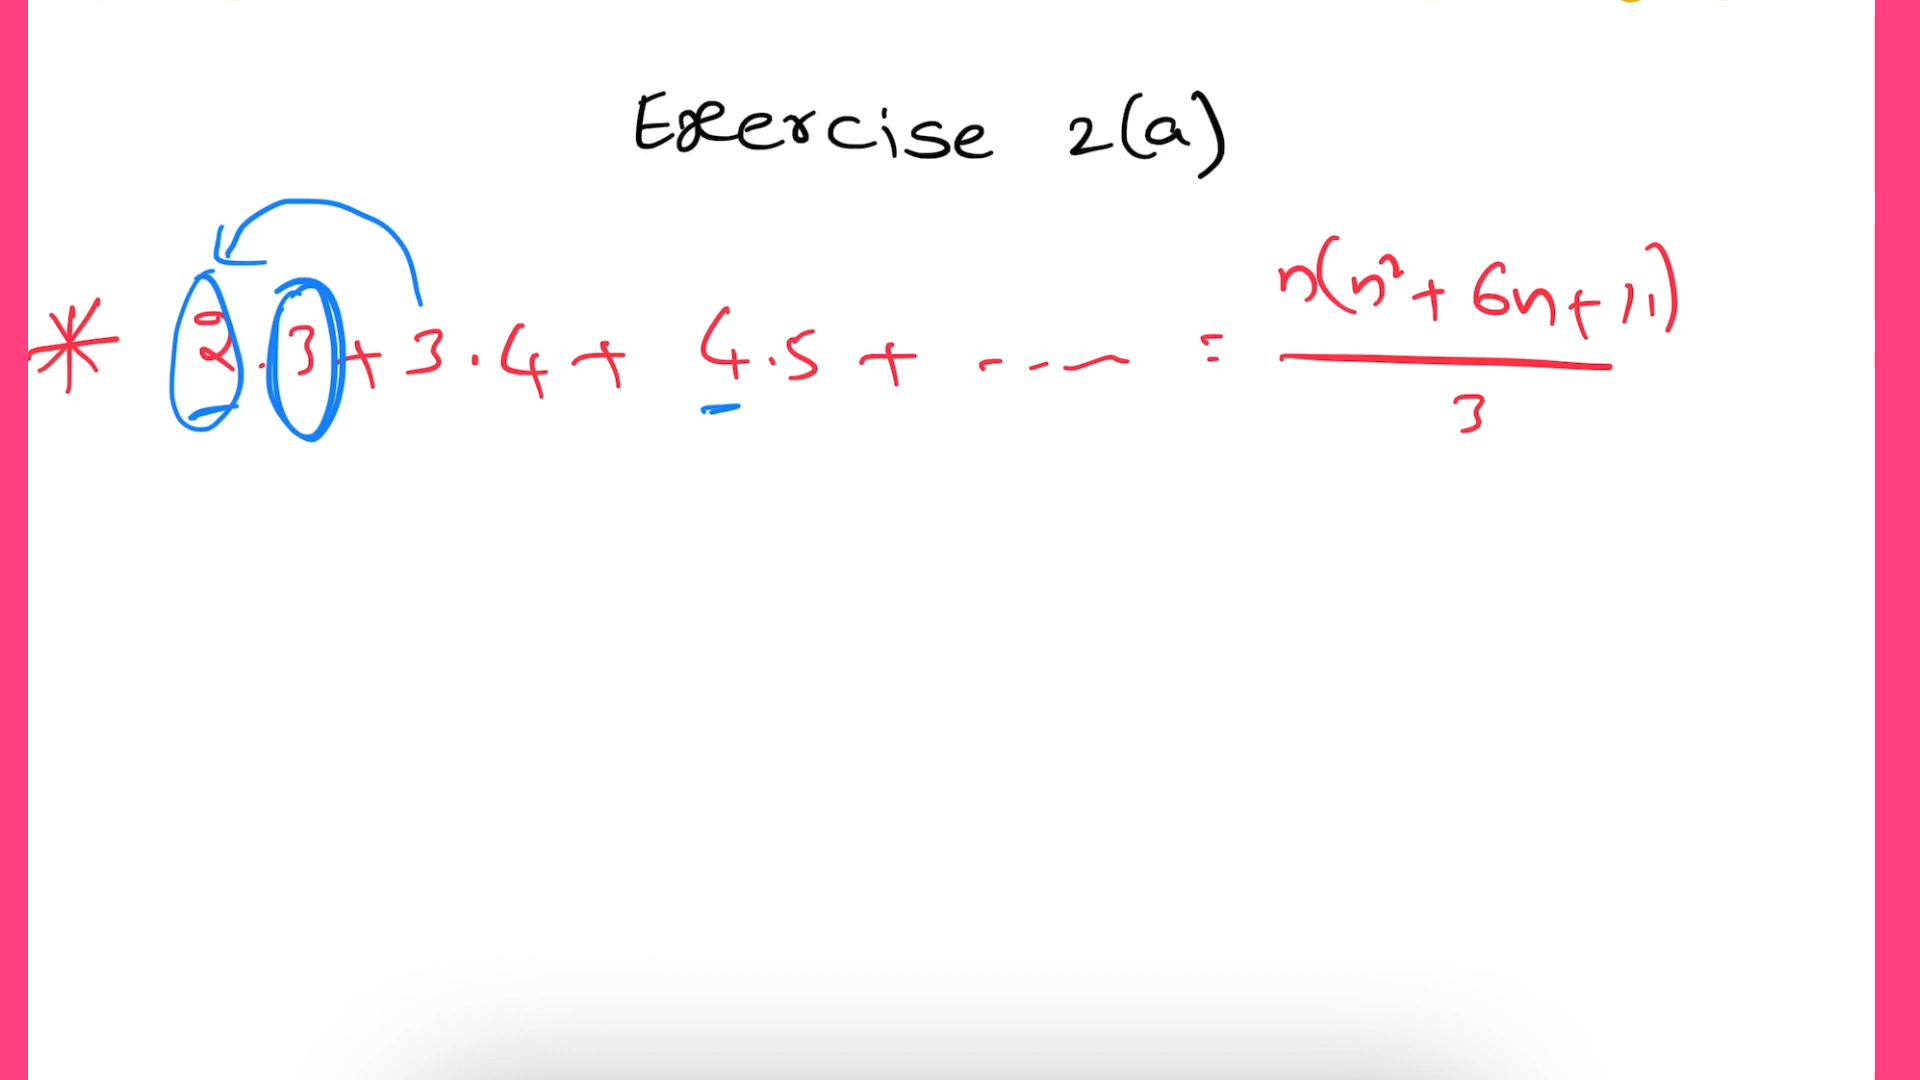 Exercise 2(a)
* 2.3 + 3.4 + 4.5 + ---- = n(n²+6n+11)/3